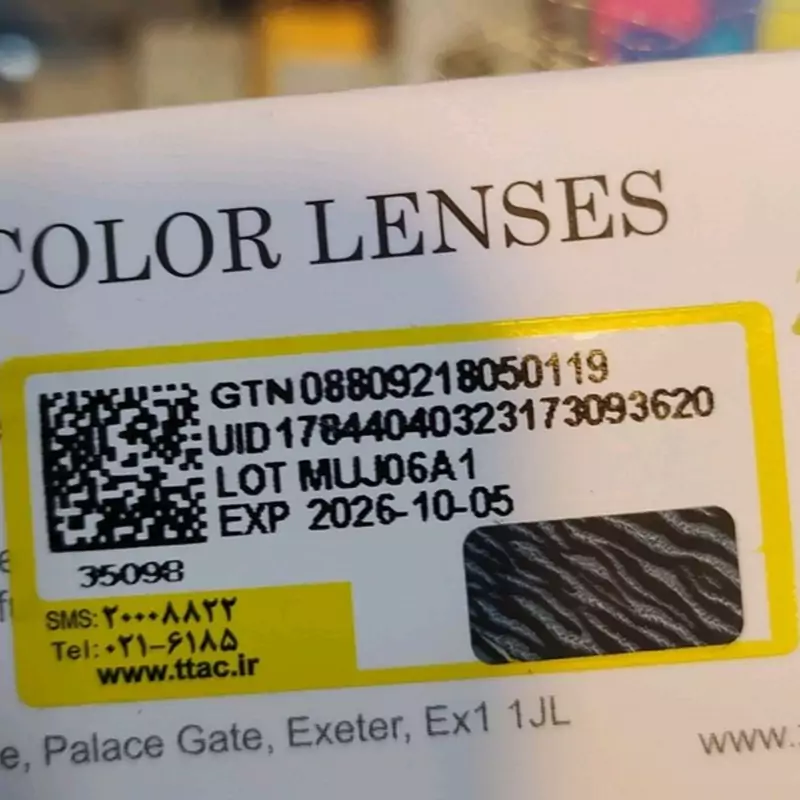 COLOR LENSES
GTN 08809218050119
UID 17844040323173093620
LOT MUJ06A1
EXP 2026-10-05
35098
SMS: ۲۰۰۰۸۸۲۲
Tel: ۰۲۱-۶۱۸۵
www.ttac.ir
Palace Gate, Exeter, Ex1 1JL
www.